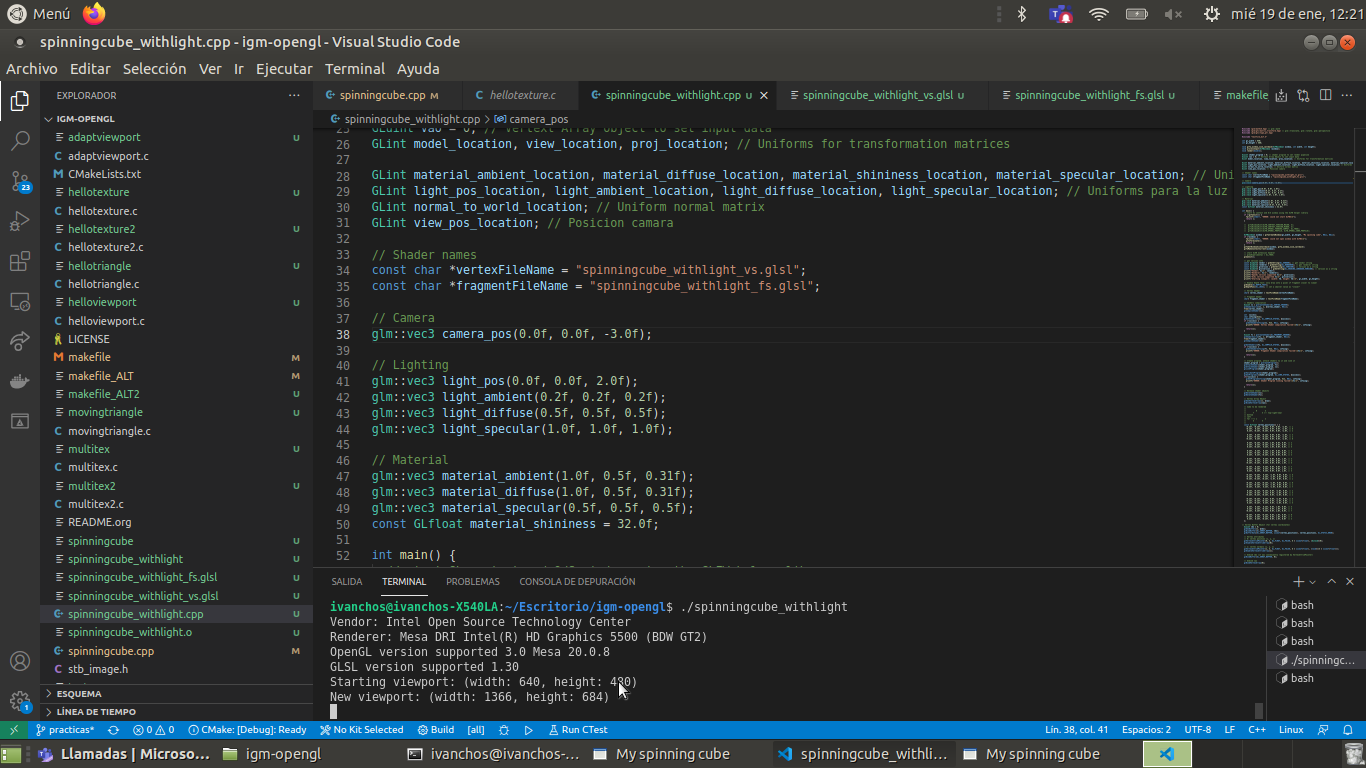 Menú
mié 19 de ene, 12:21
spinningcube_withlight.cpp - igm-opengl - Visual Studio Code
Archivo Editar Selección Ver Ir Ejecutar Terminal Ayuda
EXPLORADOR
IGM-OPENGL
adaptviewport U
adaptviewport.c
CMakeLists.txt
hellotexture U
hellotexture.c
hellotexture2 U
hellotexture2.c
hellotriangle U
hellotriangle.c
helloviewport U
helloviewport.c
LICENSE
makefile M
makefile_ALT M
makefile_ALT2 U
movingtriangle U
movingtriangle.c
multitex U
multitex.c
multitex2 U
multitex2.c
README.org
spinningcube U
spinningcube_withlight U
spinningcube_withlight_fs.glsl U
spinningcube_withlight_vs.glsl U
spinningcube_withlight.cpp U
spinningcube_withlight.o U
spinningcube.cpp M
stb_image.h
ESQUEMA
LÍNEA DE TIEMPO
23
1
spinningcube.cpp M
hellotexture.c
spinningcube_withlight.cpp U
spinningcube_withlight_vs.glsl U
spinningcube_withlight_fs.glsl U
makefile
spinningcube_withlight.cpp > camera_pos
25 GLuint vao = 0; // Vertex Array Object to set input data
26 GLint model_location, view_location, proj_location; // Uniforms for transformation matrices
27
28 GLint material_ambient_location, material_diffuse_location, material_shininess_location, material_specular_location; // Uni
29 GLint light_pos_location, light_ambient_location, light_diffuse_location, light_specular_location; // Uniforms para la luz
30 GLint normal_to_world_location; // Uniform normal matrix
31 GLint view_pos_location; // Posicion camara
32
33 // Shader names
34 const char *vertexFileName = "spinningcube_withlight_vs.glsl";
35 const char *fragmentFileName = "spinningcube_withlight_fs.glsl";
36
37 // Camera
38 glm::vec3 camera_pos(0.0f, 0.0f, -3.0f);
39
40 // Lighting
41 glm::vec3 light_pos(0.0f, 0.0f, 2.0f);
42 glm::vec3 light_ambient(0.2f, 0.2f, 0.2f);
43 glm::vec3 light_diffuse(0.5f, 0.5f, 0.5f);
44 glm::vec3 light_specular(1.0f, 1.0f, 1.0f);
45
46 // Material
47 glm::vec3 material_ambient(1.0f, 0.5f, 0.31f);
48 glm::vec3 material_diffuse(1.0f, 0.5f, 0.31f);
49 glm::vec3 material_specular(0.5f, 0.5f, 0.5f);
50 const GLfloat material_shininess = 32.0f;
51
52 int main() {
SALIDA TERMINAL PROBLEMAS CONSOLA DE DEPURACIÓN
ivanchos@ivanchos-X540LA:~/Escritorio/igm-opengl$ ./spinningcube_withlight
Vendor: Intel Open Source Technology Center
Renderer: Mesa DRI Intel(R) HD Graphics 5500 (BDW GT2)
OpenGL version supported 3.0 Mesa 20.0.8
GLSL version supported 1.30
Starting viewport: (width: 640, height: 480)
New viewport: (width: 1366, height: 684)
bash
bash
bash
./spinningc...
bash
practicas* 0 0 CMake: [Debug]: Ready No Kit Selected Build [all] Run CTest Lín. 38, col. 41 Espacios: 2 UTF-8 LF C++ Linux
Llamadas | Microso... igm-opengl ivanchos@ivanchos-... My spinning cube spinningcube_withli... My spinning cube